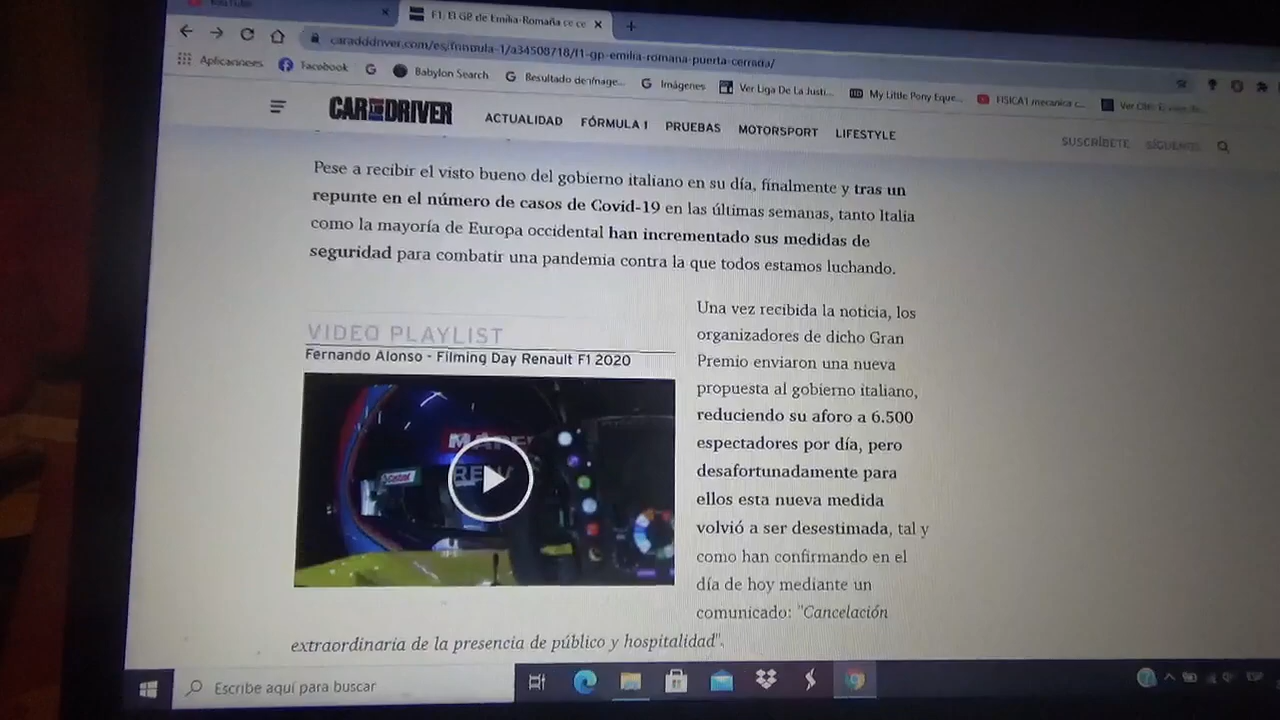 F1: El GP de Emilia-Romaña
caradddriver.com/es/formula-1/a34508718/f1-gp-emilia-romana-puerta-cerrada/
Aplicaciones Facebook Babylon Search Resultado de image... Imágenes Ver Liga De La Justi... My Little Pony Eque... FISICA1 mecanica c...
CAR AND DRIVER ACTUALIDAD FÓRMULA 1 PRUEBAS MOTORSPORT LIFESTYLE SUSCRÍBETE SÍGUENOS
Pese a recibir el visto bueno del gobierno italiano en su día, finalmente y tras un
repunte en el número de casos de Covid-19 en las últimas semanas, tanto Italia
como la mayoría de Europa occidental han incrementado sus medidas de
seguridad para combatir una pandemia contra la que todos estamos luchando.
VIDEO PLAYLIST
Fernando Alonso - Filming Day Renault F1 2020
Castrol
Una vez recibida la noticia, los
organizadores de dicho Gran
Premio enviaron una nueva
propuesta al gobierno italiano,
reduciendo su aforo a 6.500
espectadores por día, pero
desafortunadamente para
ellos esta nueva medida
volvió a ser desestimada, tal y
como han confirmando en el
día de hoy mediante un
comunicado: "Cancelación
extraordinaria de la presencia de público y hospitalidad".
Escribe aquí para buscar